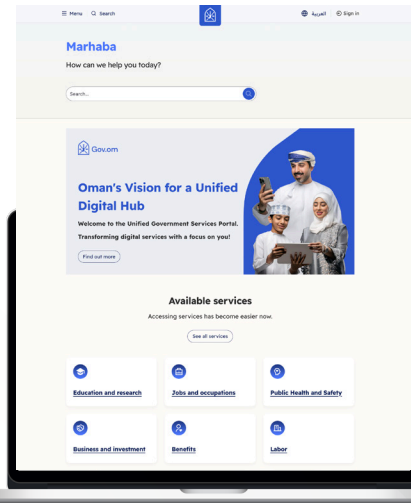 Menu Search العربية Sign in
Marhaba
How can we help you today?
Search...
Gov.om
Oman's Vision for a Unified
Digital Hub
Welcome to the Unified Government Services Portal.
Transforming digital services with a focus on you!
Find out more
Available services
Accessing services has become easier
now.
See all services
Education and research Jobs and occupations Public Health and Safety
Business and investment Benefits Labor